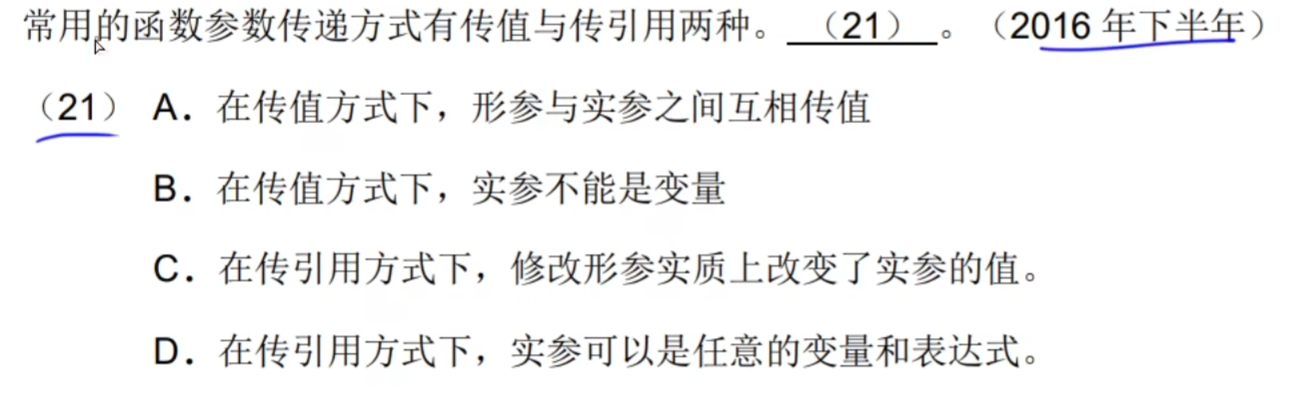 常用的函数参数传递方式有传值与传引用两种。 （21） 。（2016 年下半年）
（21） A．在传值方式下，形参与实参之间互相传值
B．在传值方式下，实参不能是变量
C．在传引用方式下，修改形参实质上改变了实参的值。
D．在传引用方式下，实参可以是任意的变量和表达式。